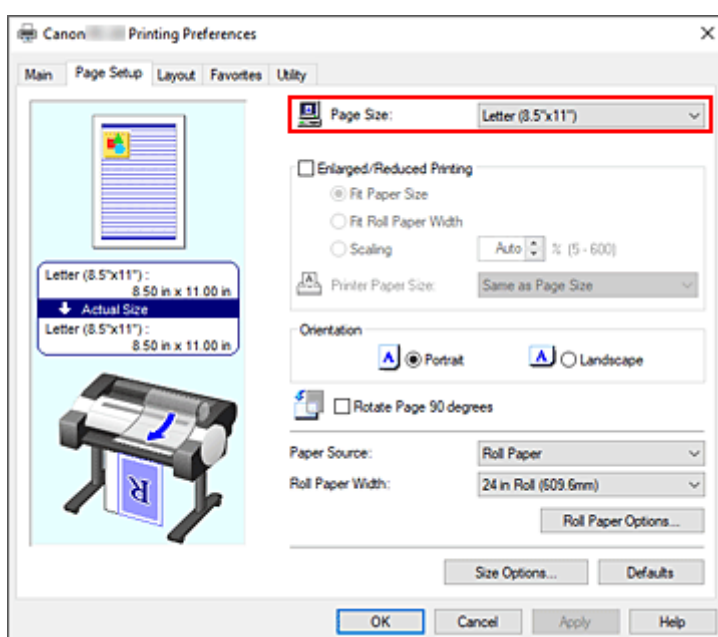 Canon Printing Preferences
Main Page Setup Layout Favorites Utility
Page Size: Letter (8.5"x11")
Enlarged/Reduced Printing
Fit Paper Size
Fit Roll Paper Width
Scaling Auto % (5 - 600)
Printer Paper Size: Same as Page Size
Letter (8.5"x11") :
8.50 in x 11.00 in
Actual Size
Letter (8.5"x11") :
8.50 in x 11.00 in
Orientation
A Portrait A Landscape
Rotate Page 90 degrees
Paper Source: Roll Paper
Roll Paper Width: 24 in Roll (609.6mm)
R
Roll Paper Options...
Size Options... Defaults
OK Cancel Apply Help